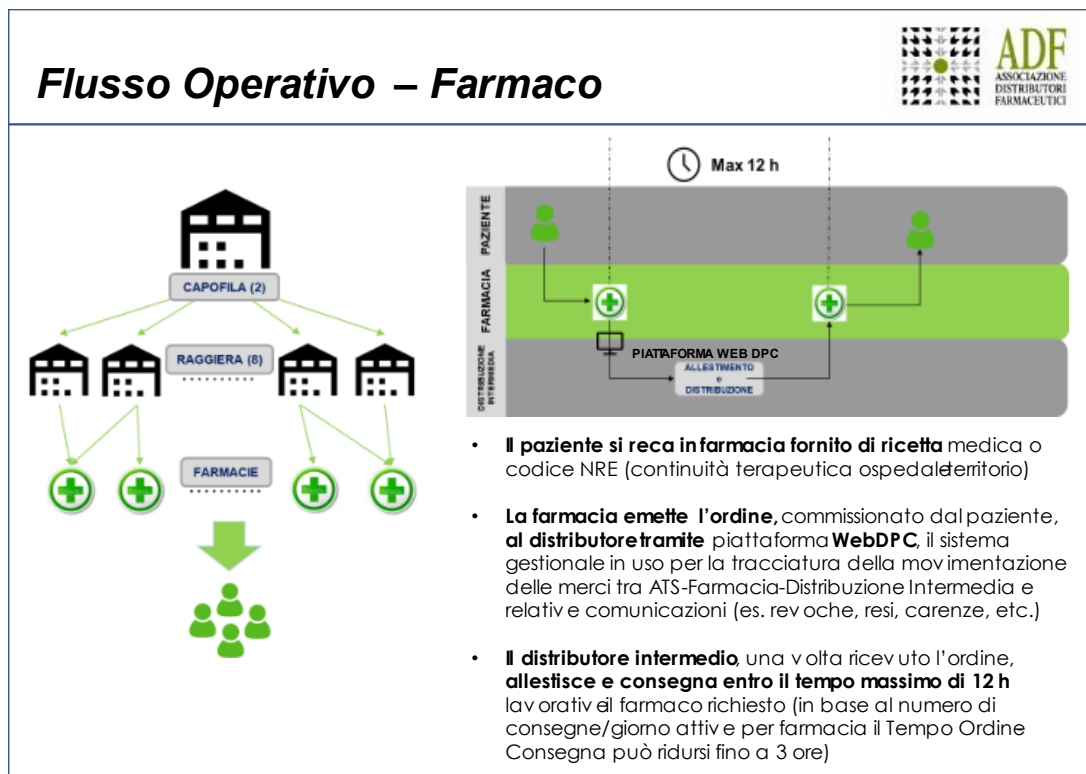 Flusso Operativo – Farmaco
ADF
ASSOCIAZIONE
DISTRIBUTORI
FARMACEUTICI
CAPOFILA (2)
RAGGIERA (8)
FARMACIE
Max 12 h
PAZIENTE
FARMACIA
DISTRIBUZIONE
INTERMEDIA
PIATTAFORMA WEB DPC
ALLESTIMENTO
e
DISTRIBUZIONE
• Il paziente si reca in farmacia fornito di ricetta medica o
codice NRE (continuità terapeutica ospedale-territorio)
• La farmacia emette l'ordine, commissionato dal paziente,
al distributore tramite piattaforma WebDPC, il sistema
gestionale in uso per la tracciatura della movimentazione
delle merci tra ATS-Farmacia-Distribuzione Intermedia e
relative comunicazioni (es. revoche, resi, carenze, etc.)
• Il distributore intermedio, una volta ricevuto l'ordine,
allestisce e consegna entro il tempo massimo di 12 h
lavorative il farmaco richiesto (in base al numero di
consegne/giorno attive per farmacia il Tempo Ordine
Consegna può ridursi fino a 3 ore)